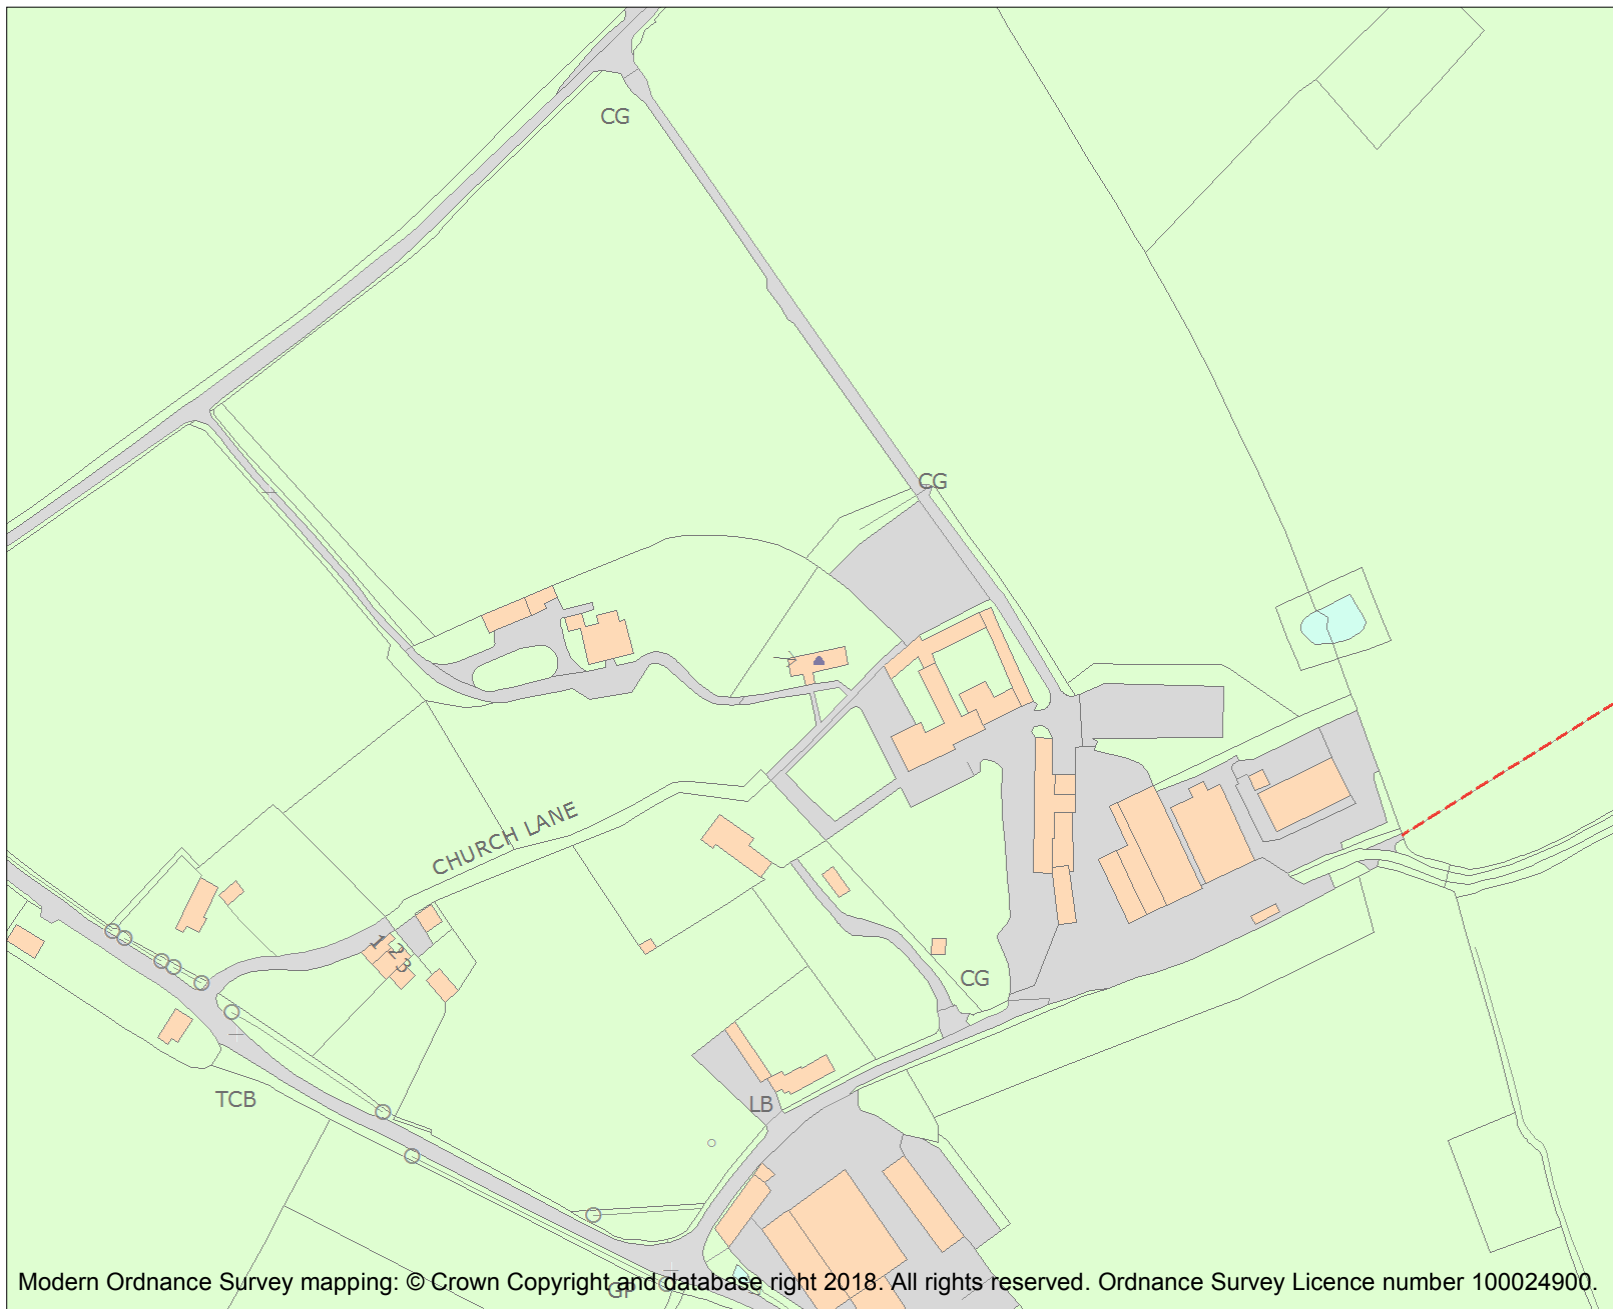 CG
CG
CHURCH LANE
1
2
3
CG
TCB
LB
GP
Modern Ordnance Survey mapping: © Crown Copyright and database right 2018. All rights reserved. Ordnance Survey Licence number 100024900.